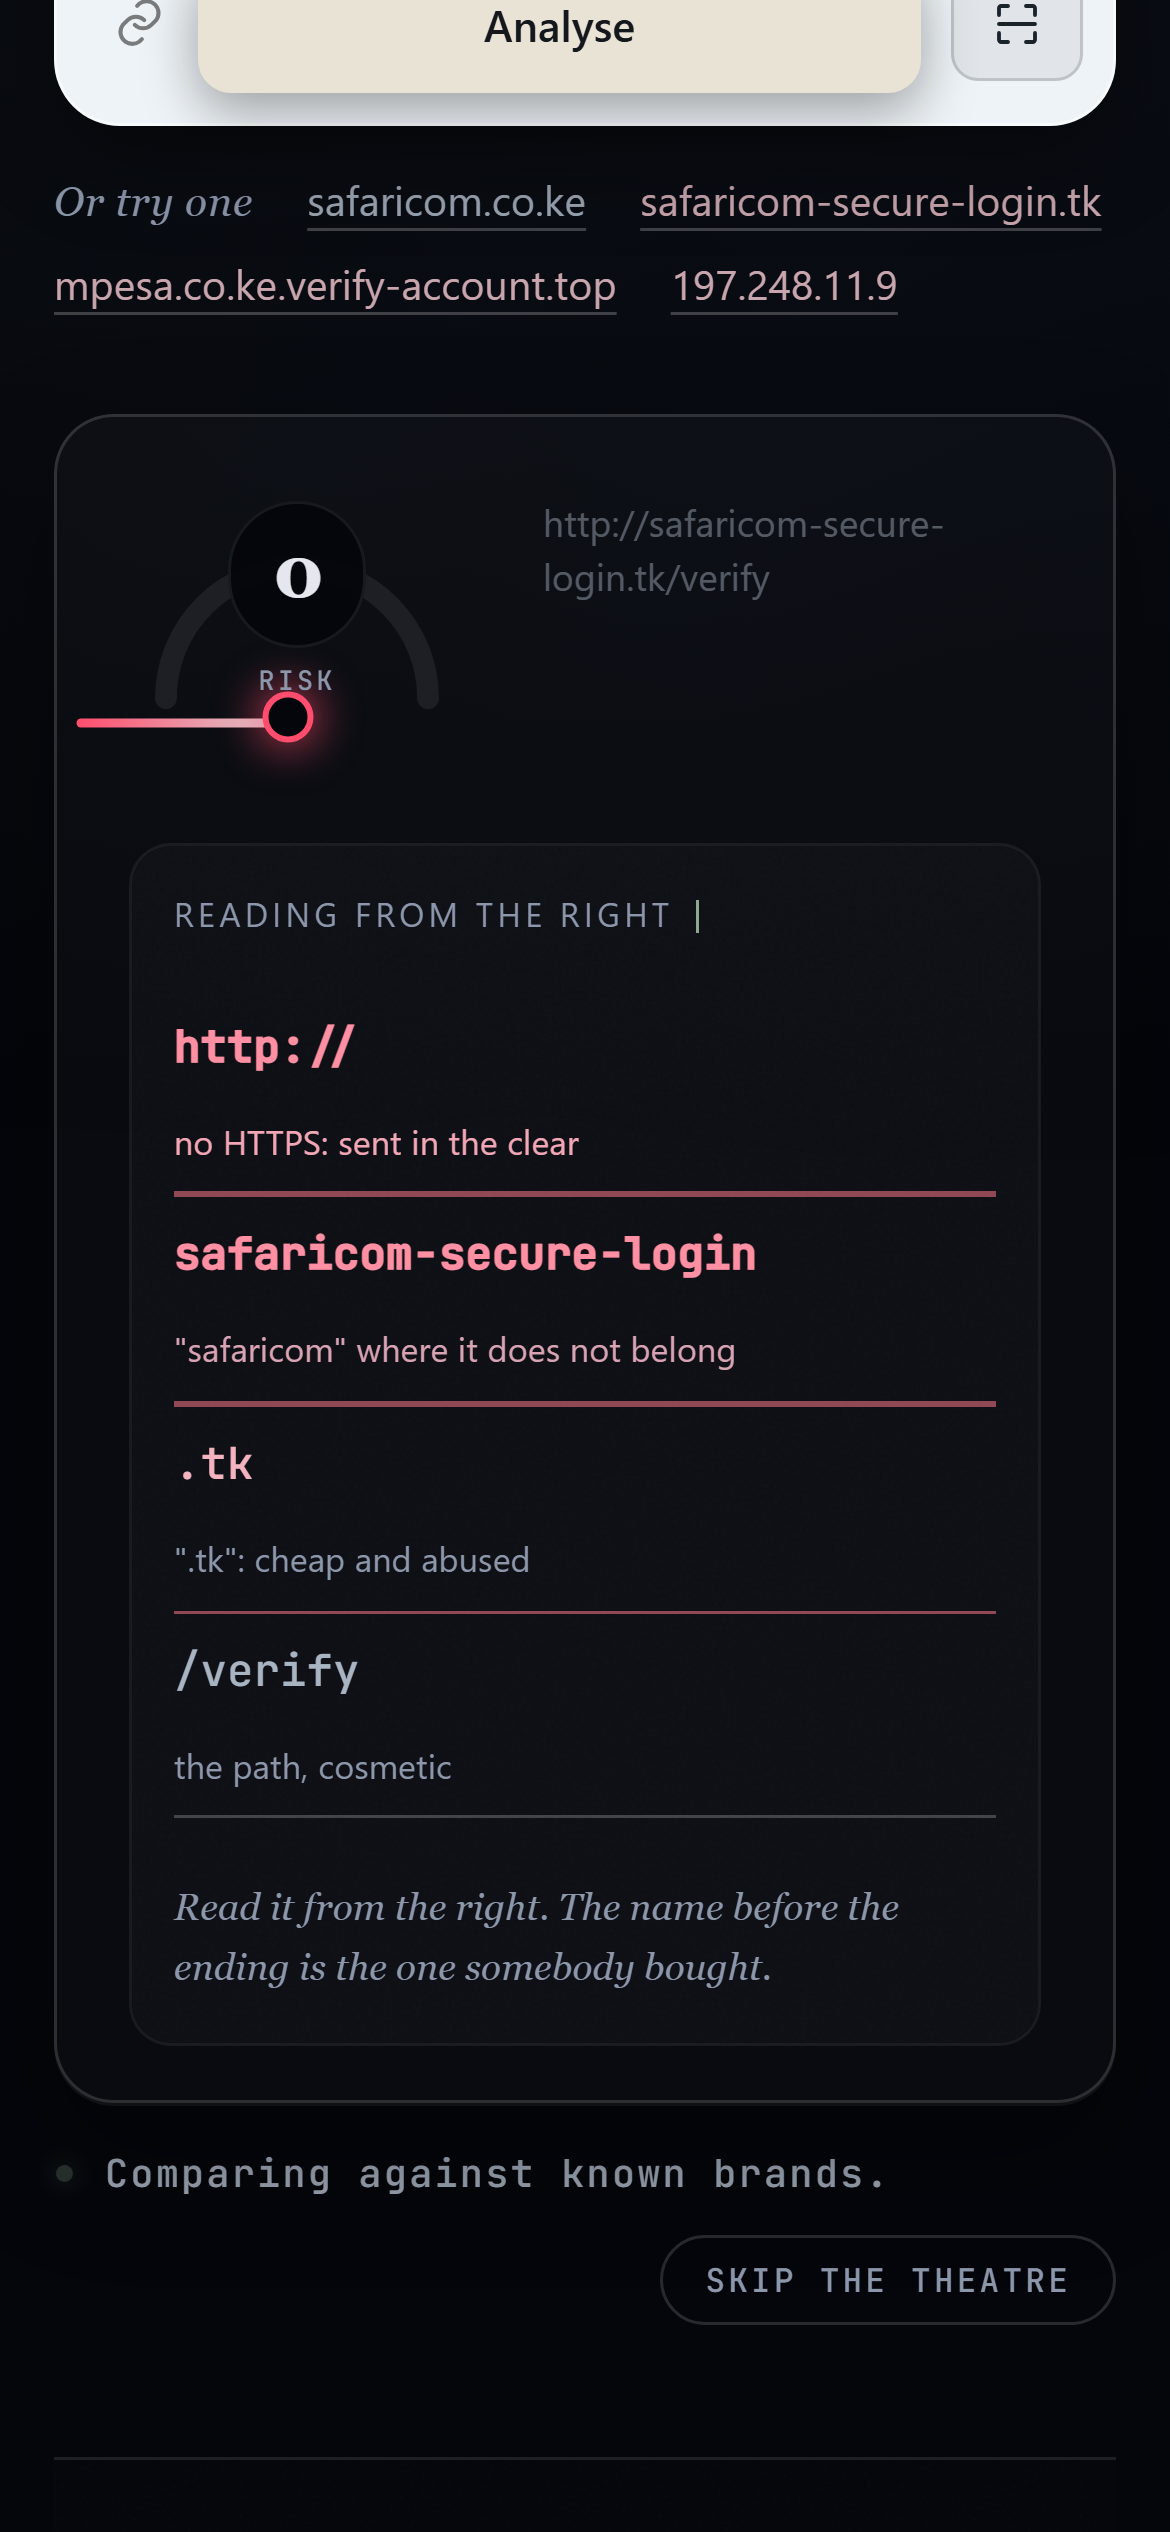 Analyse
Or try one safaricom.co.ke safaricom-secure-login.tk
mpesa.co.ke.verify-account.top 197.248.11.9
0
RISK
http://safaricom-secure-
login.tk/verify
READING FROM THE RIGHT
http://
no HTTPS: sent in the clear
safaricom-secure-login
"safaricom" where it does not belong
.tk
".tk": cheap and abused
/verify
the path, cosmetic
Read it from the right. The name before the
ending is the one somebody bought.
Comparing against known brands.
SKIP THE THEATRE